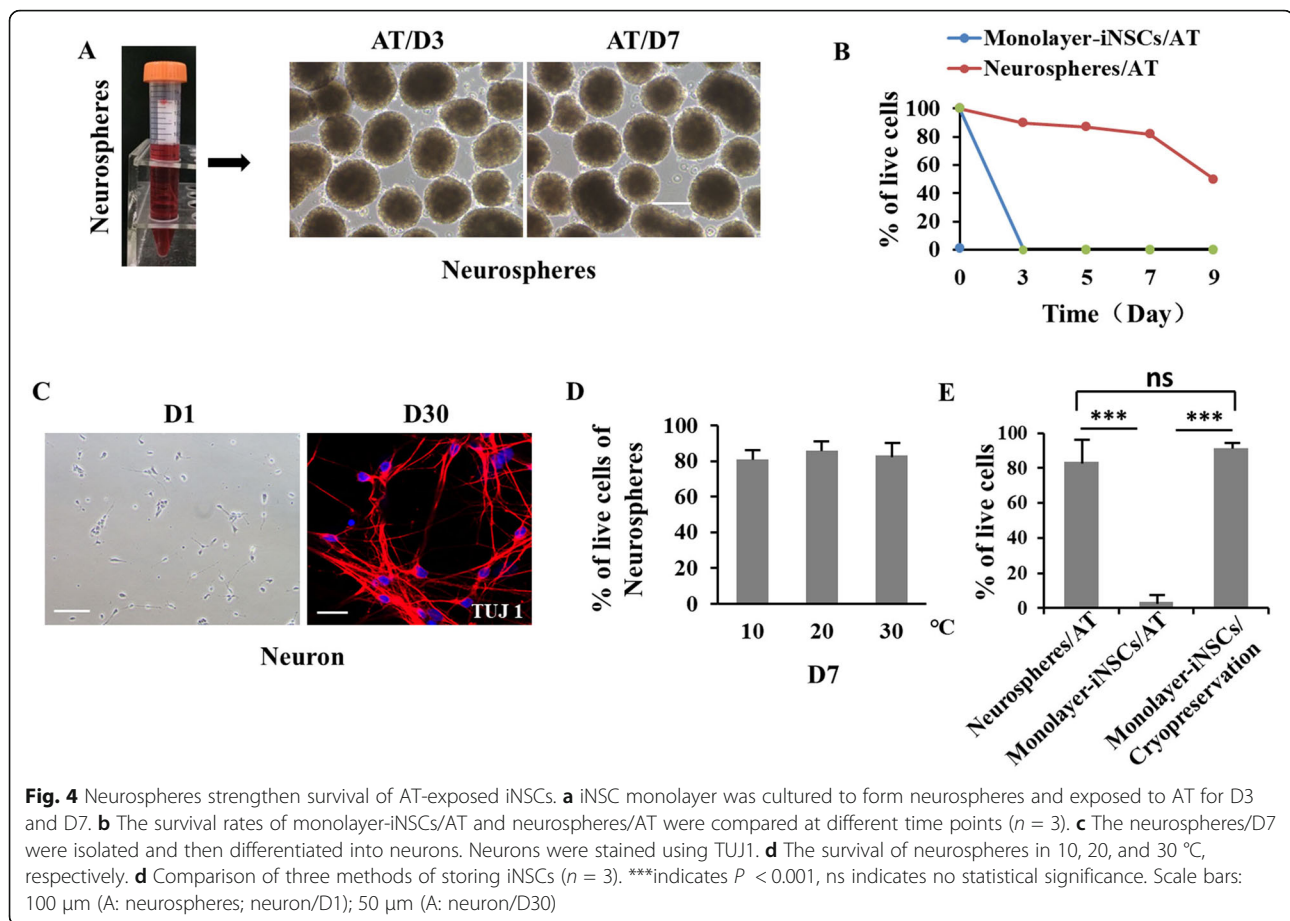 A
AT/D3
AT/D7
Neurospheres
Neurospheres
B
Monolayer-iNSCs/AT
Neurospheres/AT
% of live cells
100
80
60
40
20
0
0 3 5 7 9
Time（Day）
C
D1
D30
TUJ 1
Neuron
D
% of live cells of
Neurospheres
100
80
60
40
20
0
10 20 30 °C
D7
E
ns
*** ***
% of live cells
100
80
60
40
20
0
Neurospheres/AT
Monolayer-iNSCs/AT
Monolayer-iNSCs/
Cryopreservation
Fig. 4 Neurospheres strengthen survival of AT-exposed iNSCs. a iNSC monolayer was cultured to form neurospheres and exposed to AT for D3
and D7. b The survival rates of monolayer-iNSCs/AT and neurospheres/AT were compared at different time points (n = 3). c The neurospheres/D7
were isolated and then differentiated into neurons. Neurons were stained using TUJ1. d The survival of neurospheres in 10, 20, and 30 °C,
respectively. d Comparison of three methods of storing iNSCs (n = 3). ***indicates P < 0.001, ns indicates no statistical significance. Scale bars:
100 μm (A: neurospheres; neuron/D1); 50 μm (A: neuron/D30)